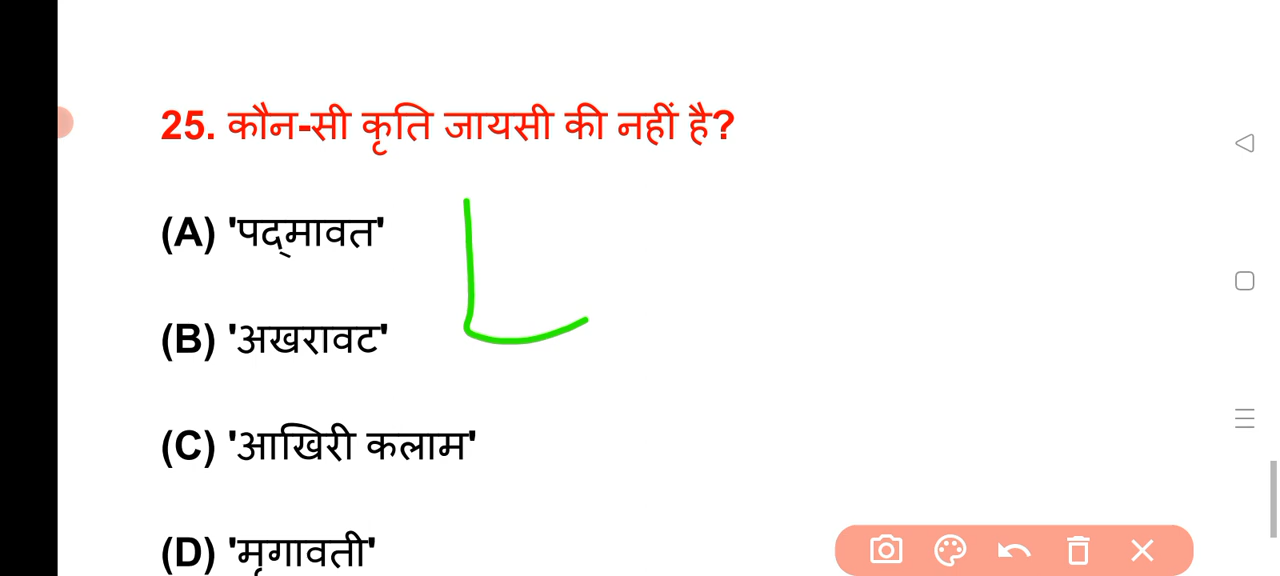 25. कौन-सी कृति जायसी की नहीं है?
(A) 'पद्मावत'
(B) 'अखरावट'
(C) 'आखिरी कलाम'
(D) 'मृगावती'